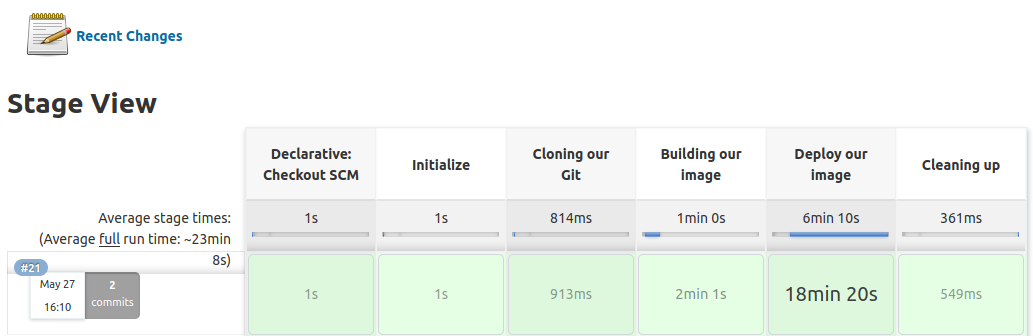 Recent Changes
Stage View
Declarative: Checkout SCM
Initialize
Cloning our Git
Building our image
Deploy our image
Cleaning up
Average stage times:
(Average full run time: ~23min 8s)
1s
1s
814ms
1min 0s
6min 10s
361ms
#21
May 27
16:10
2
commits
1s
1s
913ms
2min 1s
18min 20s
549ms